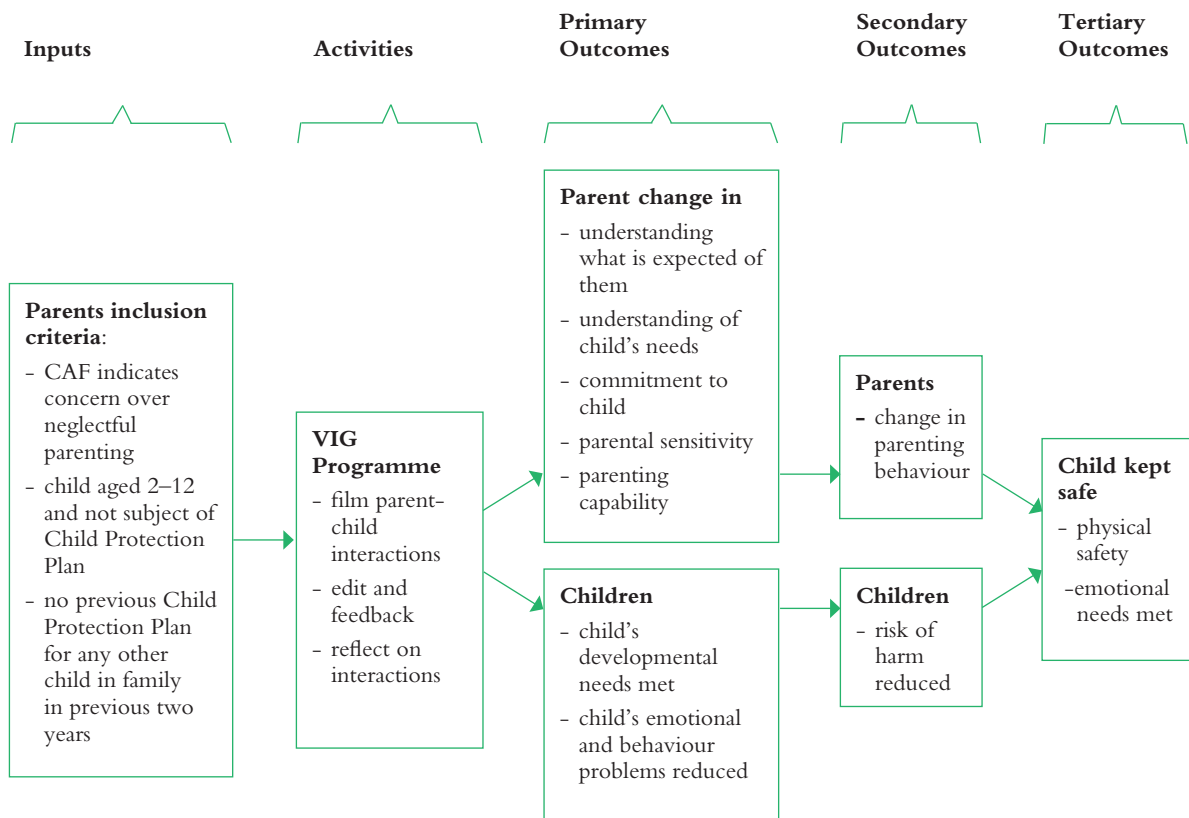 Inputs
Activities
Primary
Outcomes
Secondary
Outcomes
Tertiary
Outcomes
Parents inclusion
criteria:
- CAF indicates
concern over
neglectful
parenting
- child aged 2–12
and not subject of
Child Protection
Plan
- no previous Child
Protection Plan
for any other
child in family
in previous two
years
VIG
Programme
- film parent-
child
interactions
- edit and
feedback
- reflect on
interactions
Parent change in
- understanding
what is expected of
them
- understanding of
child’s needs
- commitment to
child
- parental sensitivity
- parenting
capability
Children
- child’s
developmental
needs met
- child’s emotional
and behaviour
problems reduced
Parents
- change in
parenting
behaviour
Children
- risk of
harm
reduced
Child kept
safe
- physical
safety
-emotional
needs met